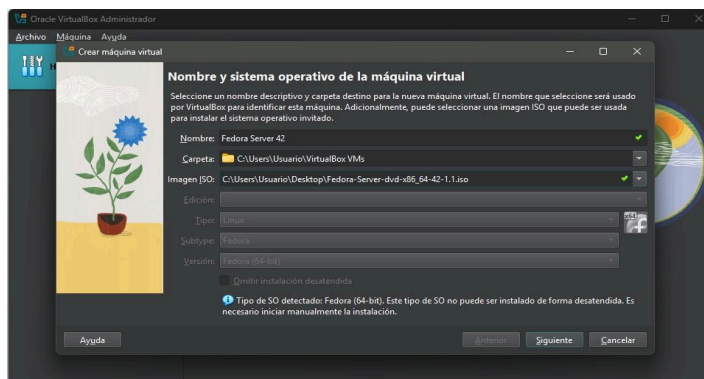 Oracle VirtualBox Administrador
Archivo Máquina Ayuda
H
Crear máquina virtual
Nombre y sistema operativo de la máquina virtual
Seleccione un nombre descriptivo y carpeta destino para la nueva máquina virtual. El nombre que seleccione será usado
por VirtualBox para identificar esta máquina. Adicionalmente, puede seleccionar una imagen ISO que puede ser usada
para instalar el sistema operativo invitado.
Nombre: Fedora Server 42
Carpeta: C:\Users\Usuario\VirtualBox VMs
Imagen ISO: C:\Users\Usuario\Desktop\Fedora-Server-dvd-x86_64-42-1.1.iso
Edición:
Tipo: Linux
x64
Subtype: Fedora
Versión: Fedora (64-bit)
Omitir instalación desatendida
Tipo de SO detectado: Fedora (64-bit). Este tipo de SO no puede ser instalado de forma desatendida. Es
necesario iniciar manualmente la instalación.
Ayuda Anterior Siguiente Cancelar